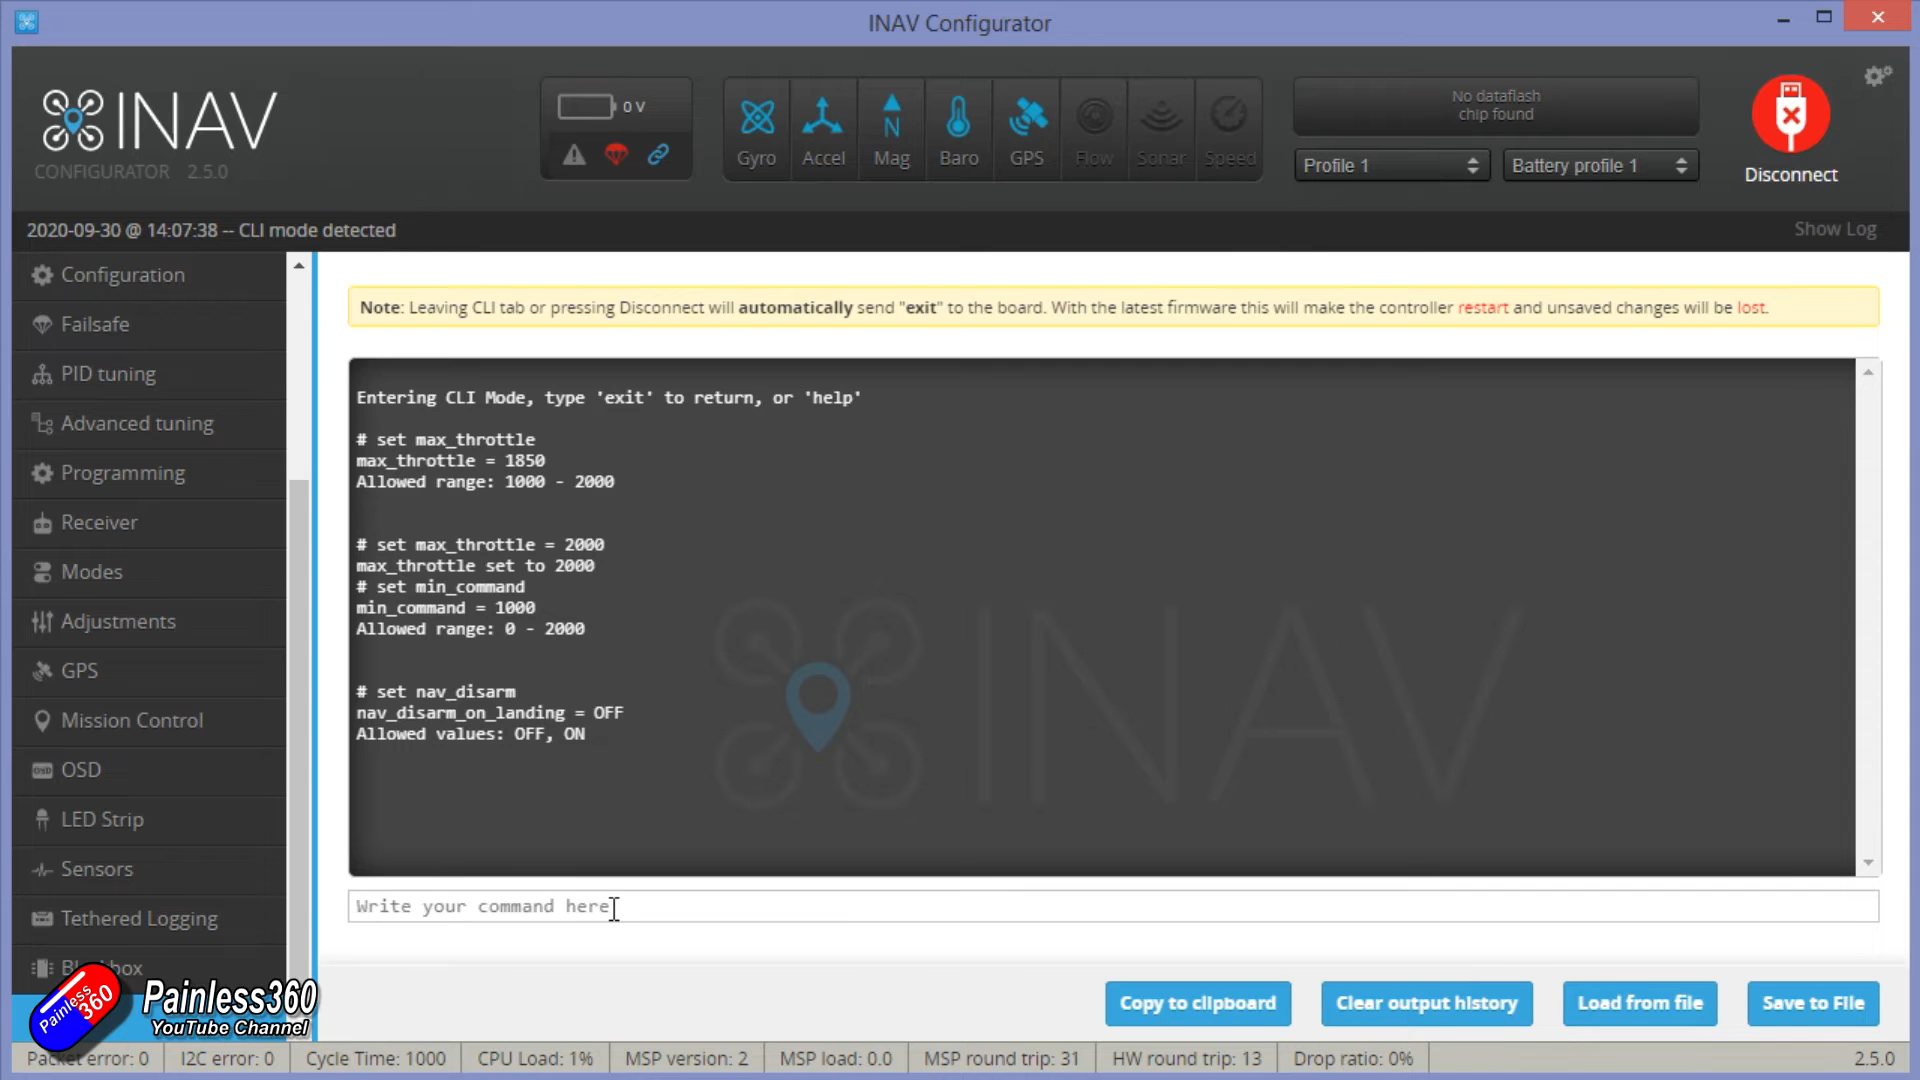 INAV Configurator
INAV
CONFIGURATOR 2.5.0
0 V
Gyro
Accel
N
Mag
Baro
GPS
Flow
Sonar
Speed
No dataflash
chip found
Profile 1
Battery profile 1
Disconnect
2020-09-30 @ 14:07:38 -- CLI mode detected
Show Log
Configuration
Failsafe
PID tuning
Advanced tuning
Programming
Receiver
Modes
Adjustments
GPS
Mission Control
OSD
OSD
LED Strip
Sensors
Tethered Logging
Note: Leaving CLI tab or pressing Disconnect will automatically send "exit" to the board. With the latest firmware this will make the controller restart and unsaved changes will be lost.
Entering CLI Mode, type 'exit' to return, or 'help'
# set max_throttle
max_throttle = 1850
Allowed range: 1000 - 2000
# set max_throttle = 2000
max_throttle set to 2000
# set min_command
min_command = 1000
Allowed range: 0 - 2000
# set nav_disarm
nav_disarm_on_landing = OFF
Allowed values: OFF, ON
INAV
Write your command here
Copy to clipboard
Clear output history
Load from file
Save to File
Painless360
Painless360
YouTube Channel
Packet error: 0
I2C error: 0
Cycle Time: 1000
CPU Load: 1%
MSP version: 2
MSP load: 0.0
MSP round trip: 31
HW round trip: 13
Drop ratio: 0%
2.5.0